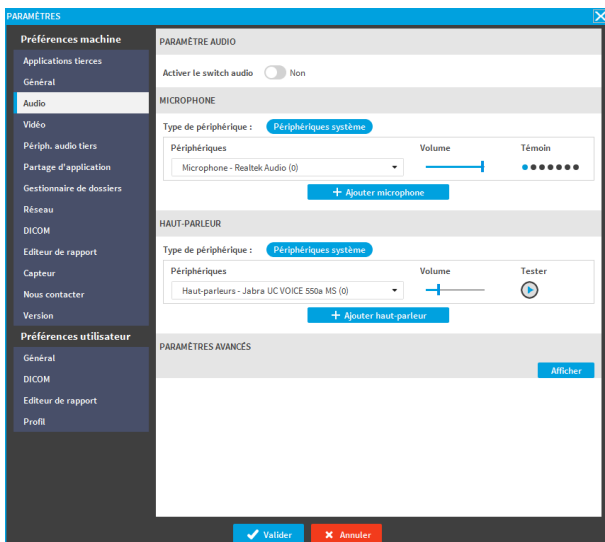 PARAMÈTRES
Préférences machine
Applications tierces
Général
Audio
Vidéo
Périph. audio tiers
Partage d'application
Gestionnaire de dossiers
Réseau
DICOM
Editeur de rapport
Capteur
Nous contacter
Version
Préférences utilisateur
Général
DICOM
Editeur de rapport
Profil
PARAMÈTRE AUDIO
Activer le switch audio Non
MICROPHONE
Type de périphérique : Périphériques système
Périphériques Volume Témoin
Microphone - Realtek Audio (0)
+ Ajouter microphone
HAUT-PARLEUR
Type de périphérique : Périphériques système
Périphériques Volume Tester
Haut-parleurs - Jabra UC VOICE 550a MS (0)
+ Ajouter haut-parleur
PARAMÈTRES AVANCÉS
Afficher
Valider Annuler